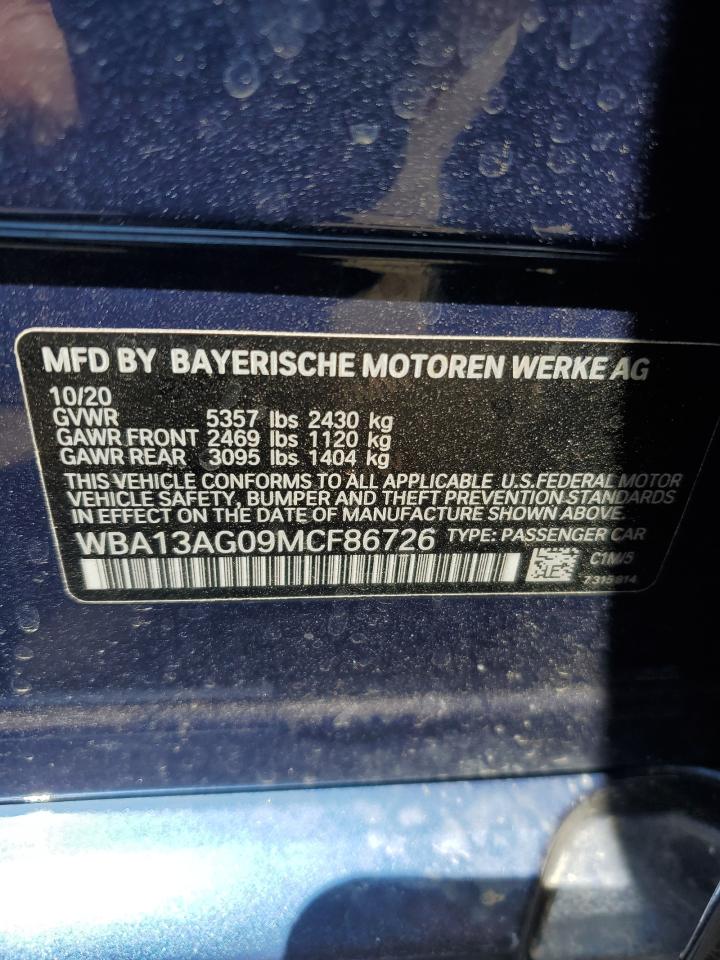 MFD BY BAYERISCHE MOTOREN WERKE AG
10/20
GVWR 5357 lbs 2430 kg
GAWR FRONT 2469 lbs 1120 kg
GAWR REAR 3095 lbs 1404 kg
THIS VEHICLE CONFORMS TO ALL APPLICABLE U.S.FEDERAL MOTOR
VEHICLE SAFETY, BUMPER AND THEFT PREVENTION STANDARDS
IN EFFECT ON THE DATE OF MANUFACTURE SHOWN ABOVE.
WBA13AG09MCF86726 TYPE: PASSENGER CAR
C1M/5